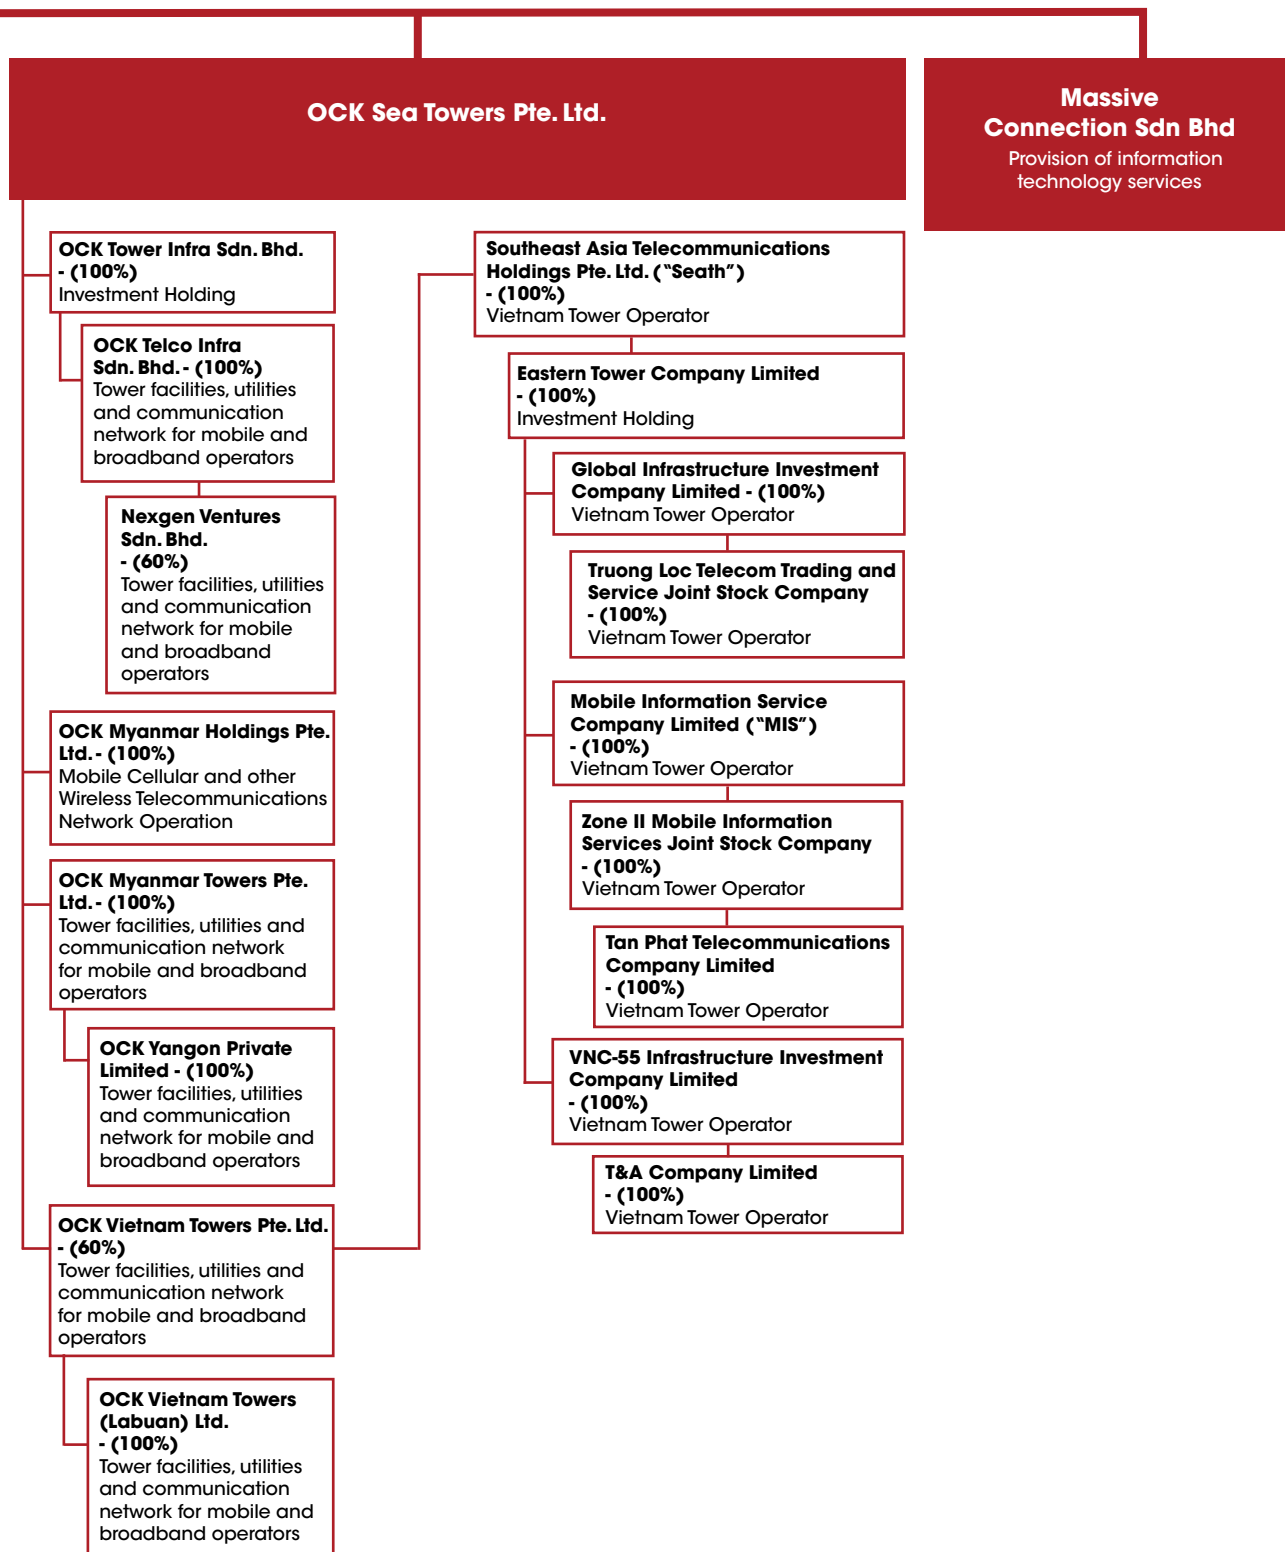 OCK Sea Towers Pte. Ltd.
Massive
Connection Sdn Bhd
Provision of information
technology services
OCK Tower Infra Sdn. Bhd.
- (100%)
Investment Holding
OCK Telco Infra
Sdn. Bhd. - (100%)
Tower facilities, utilities
and communication
network for mobile and
broadband operators
Nexgen Ventures
Sdn. Bhd.
- (60%)
Tower facilities, utilities
and communication
network for mobile
and broadband
operators
OCK Myanmar Holdings Pte.
Ltd. - (100%)
Mobile Cellular and other
Wireless Telecommunications
Network Operation
OCK Myanmar Towers Pte.
Ltd. - (100%)
Tower facilities, utilities and
communication network
for mobile and broadband
operators
OCK Yangon Private
Limited - (100%)
Tower facilities, utilities
and communication
network for mobile and
broadband operators
OCK Vietnam Towers Pte. Ltd.
- (60%)
Tower facilities, utilities and
communication network
for mobile and broadband
operators
OCK Vietnam Towers
(Labuan) Ltd.
- (100%)
Tower facilities, utilities
and communication
network for mobile and
broadband operators
Southeast Asia Telecommunications
Holdings Pte. Ltd. ("Seath")
- (100%)
Vietnam Tower Operator
Eastern Tower Company Limited
- (100%)
Investment Holding
Global Infrastructure Investment
Company Limited - (100%)
Vietnam Tower Operator
Truong Loc Telecom Trading and
Service Joint Stock Company
- (100%)
Vietnam Tower Operator
Mobile Information Service
Company Limited ("MIS")
- (100%)
Vietnam Tower Operator
Zone II Mobile Information
Services Joint Stock Company
- (100%)
Vietnam Tower Operator
Tan Phat Telecommunications
Company Limited
- (100%)
Vietnam Tower Operator
VNC-55 Infrastructure Investment
Company Limited
- (100%)
Vietnam Tower Operator
T&A Company Limited
- (100%)
Vietnam Tower Operator